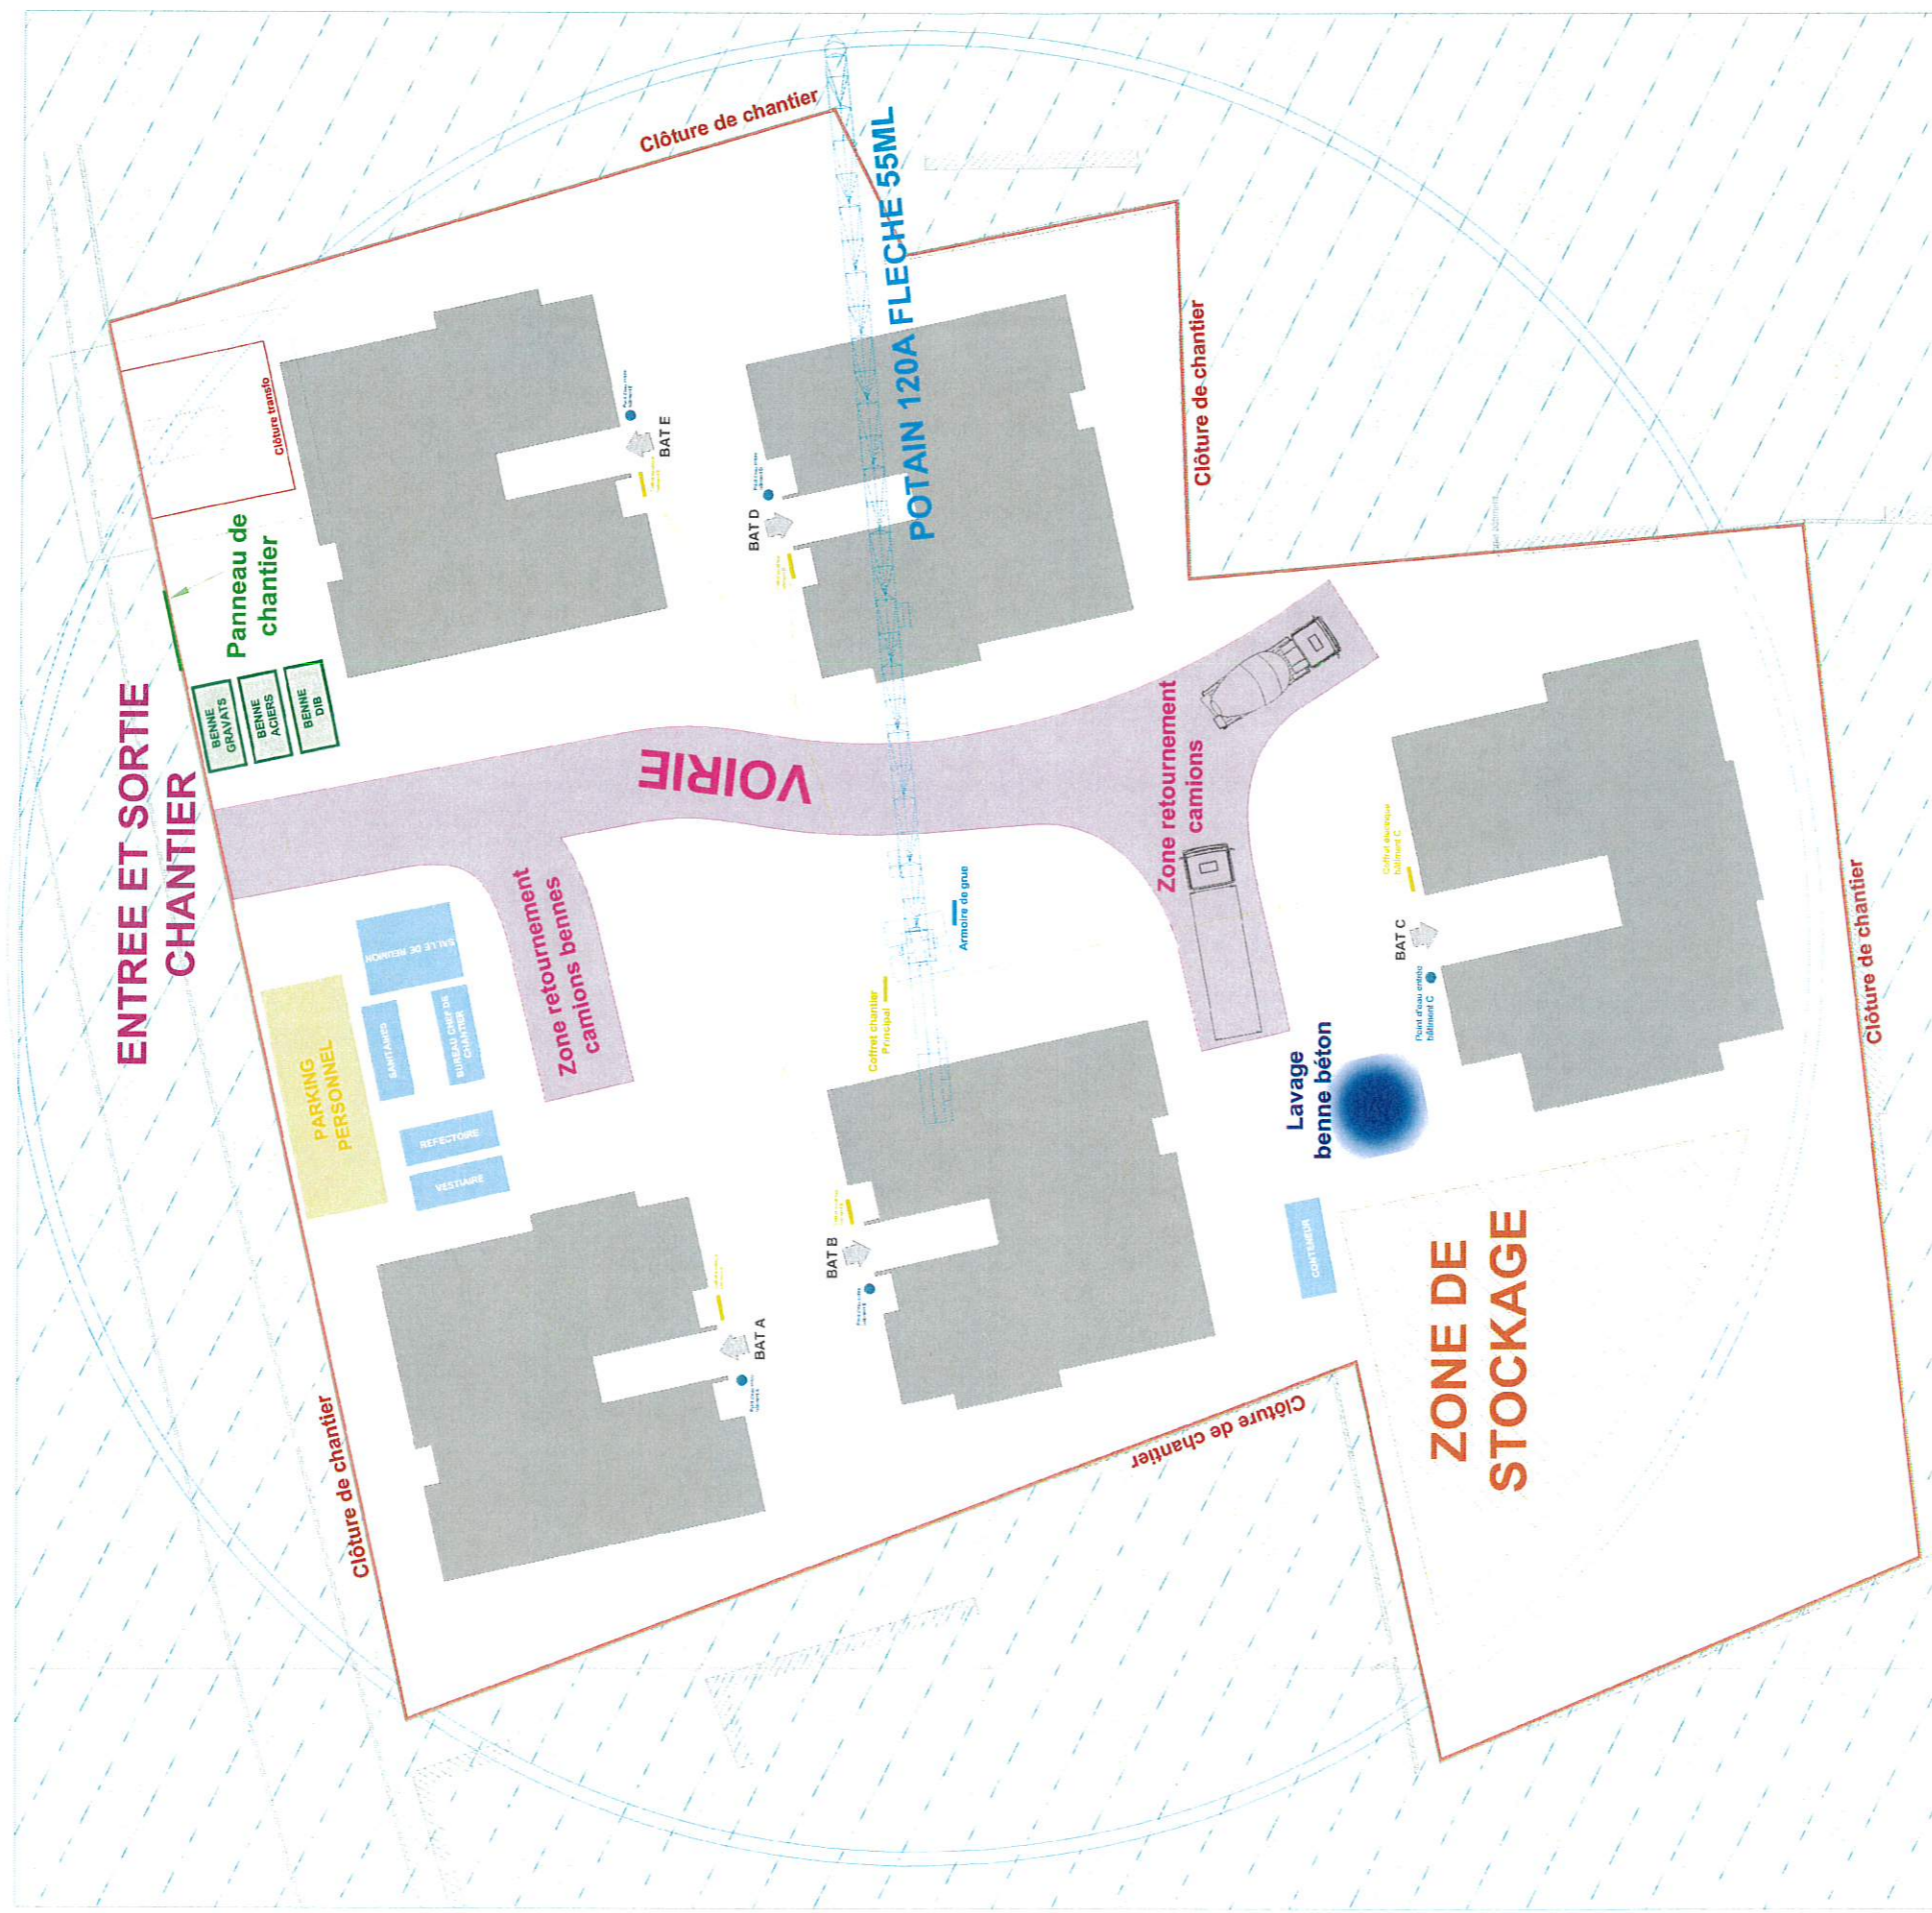 ENTREE ET SORTIE
CHANTIER
Clôture de chantier
Clôture transfo
Panneau de
chantier
BENNE
GRAVATS
BENNE
ACIERS
BENNE
DIB
BAT E
BAT D
POTAIN 120A FLECHE 55ML
Clôture de chantier
VOIRIE
Zone retournement
camions
Zone retournement
camions bennes
SALLE DE REUNION
SANITAIRES
BUREAU CHEF DE
CHANTIER
REFECTOIRE
VESTIAIRE
PARKING
PERSONNEL
Armoire de grue
Coffret chantier
Principal
Coffret électrique
bâtiment C
BAT C
Point d'eau entrée
bâtiment C
Lavage
benne béton
CONTENEUR
BAT B
BAT A
Clôture de chantier
Clôture de chantier
Clôture de chantier
ZONE DE
STOCKAGE